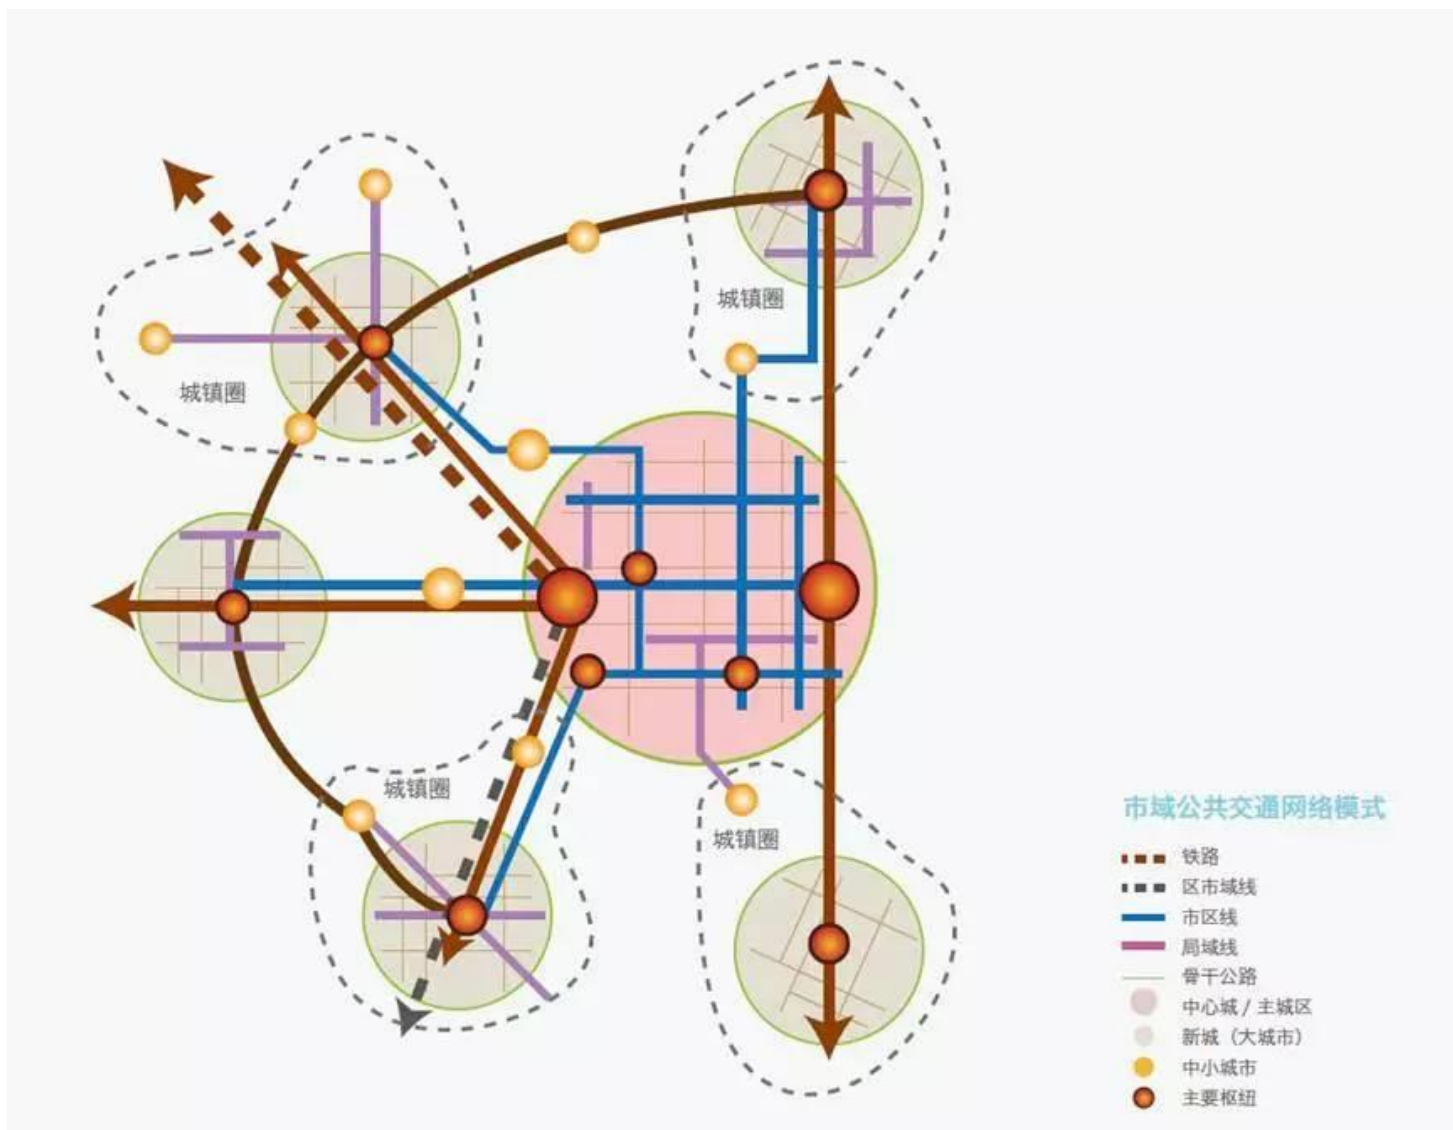 城镇圈
城镇圈
城镇圈
城镇圈
市域公共交通网络模式
铁路
区市域线
市区线
局域线
骨干公路
中心城 / 主城区
新城（大城市）
中小城市
主要枢纽